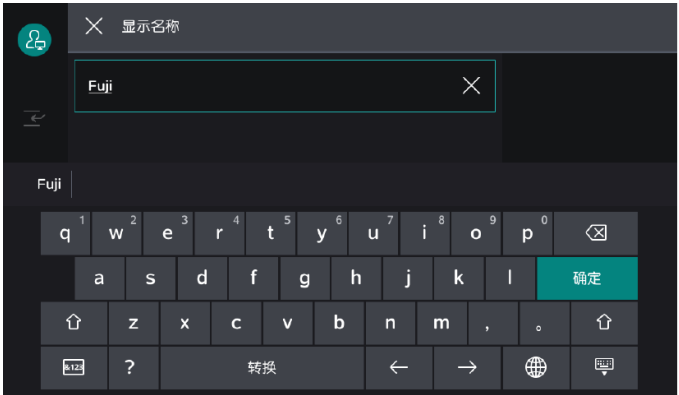 显示名称
Fuji
Fuji
q 1 w 2 e 3 r 4 t 5 y 6 u 7 i 8 o 9 p 0
a s d f g h j k l 确定
z x c v b n m , 。
&123 ? 转换